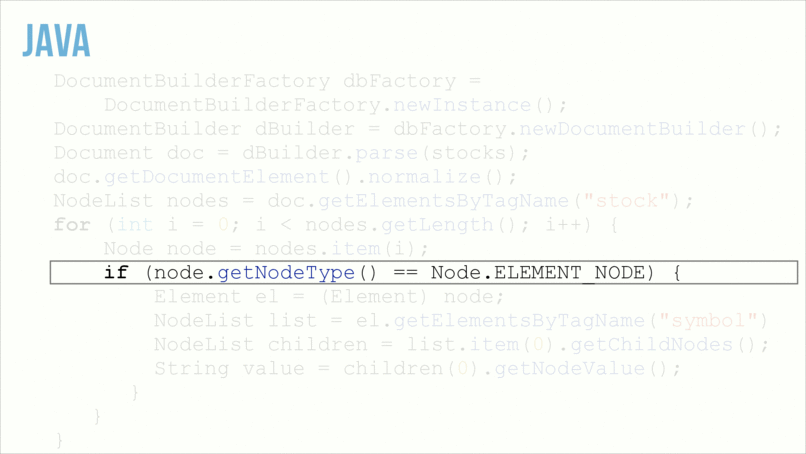 JAVA
DocumentBuilderFactory dbFactory =
    DocumentBuilderFactory.newInstance();
DocumentBuilder dBuilder = dbFactory.newDocumentBuilder();
Document doc = dBuilder.parse(stocks);
doc.getDocumentElement().normalize();
NodeList nodes = doc.getElementsByTagName("stock");
for (int i = 0; i < nodes.getLength(); i++) {
    Node node = nodes.item(i);
    if (node.getNodeType() == Node.ELEMENT_NODE) {
        Element el = (Element) node;
        NodeList list = el.getElementsByTagName("symbol")
        NodeList children = list.item(0).getChildNodes();
        String value = children(0).getNodeValue();
      }
   }
}